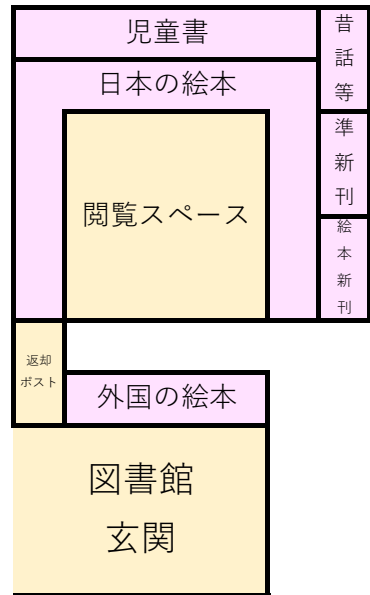 児童書
昔話等
日本の絵本
準新刊
閲覧スペース
絵本新刊
返却
ポスト
外国の絵本
図書館
玄関